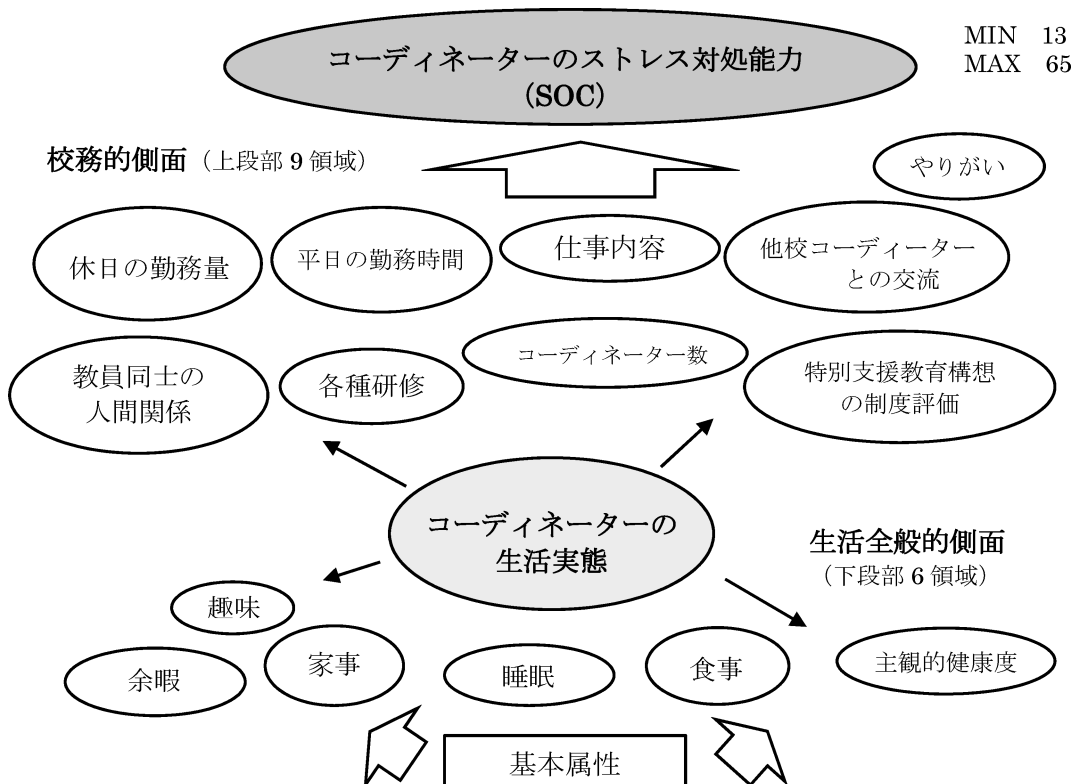 コーディネーターのストレス対処能力
(SOC)
MIN 13
MAX 65
校務的側面（上段部 9 領域）
やりがい
休日の勤務量
平日の勤務時間
仕事内容
他校コーディーター
との交流
教員同士の
人間関係
各種研修
コーディネーター数
特別支援教育構想
の制度評価
コーディネーターの
生活実態
生活全般的側面
（下段部 6 領域）
趣味
余暇
家事
睡眠
食事
主観的健康度
基本属性